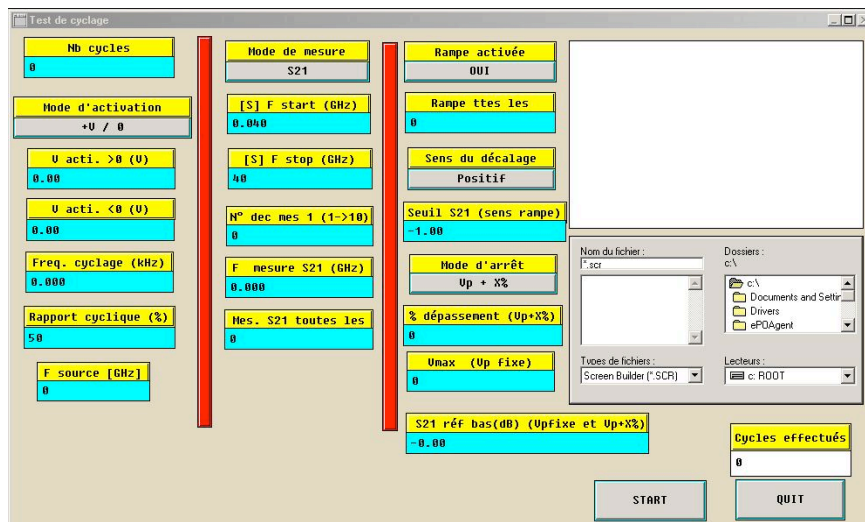 Test de cyclage
Nb cycles
0
Mode d'activation
+V / 0
V acti. >0 (V)
0.00
V acti. <0 (V)
0.00
Freq. cyclage (kHz)
0.000
Rapport cyclique (%)
50
F source [GHz]
0
Mode de mesure
S21
[S] F start (GHz)
0.040
[S] F stop (GHz)
40
N° dec mes 1 (1->10)
0
F mesure S21 (GHz)
0.000
Mes. S21 toutes les
0
Rampe activée
OUI
Rampe ttes les
0
Sens du décalage
Positif
Seuil S21 (sens rampe)
-1.00
Mode d'arrêt
Vp + X%
% dépassement (Vp+X%)
0
Vmax (Vp fixe)
0
S21 réf bas(dB) (Vpfixe et Vp+X%)
-0.00
Nom du fichier :
*.scr
Dossiers :
c:\
c:\
Documents and Settin
Drivers
ePOAgent
Types de fichiers :
Screen Builder (*.SCR)
Lecteurs :
c: ROOT
Cycles effectués
0
START
QUIT